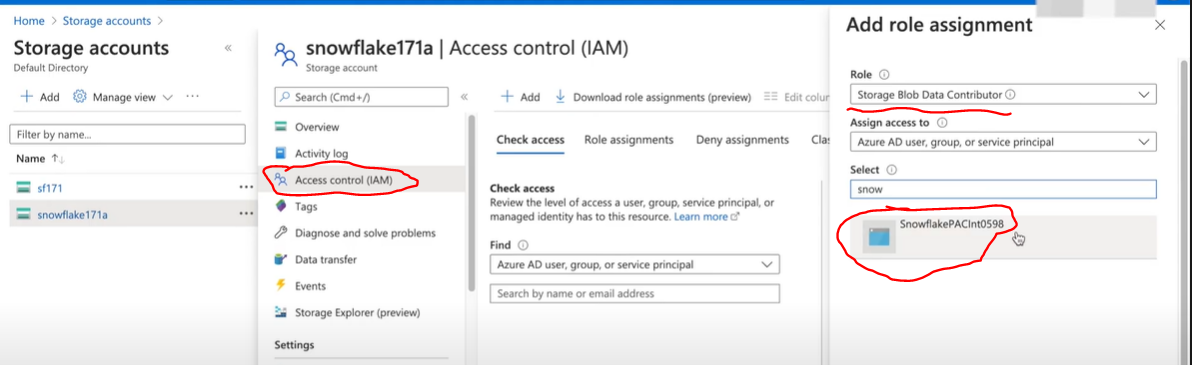 Home > Storage accounts >
Storage accounts
«
Default Directory
Add
Manage view
...
Filter by name...
Name ↑↓
sf171
...
snowflake171a
...
snowflake171a | Access control (IAM)
Storage account
Search (Cmd+/)
«
Overview
Activity log
Access control (IAM)
Tags
Diagnose and solve problems
Data transfer
Events
Storage Explorer (preview)
Settings
Add
Download role assignments (preview)
Edit colum
Check access
Role assignments
Deny assignments
Clas
Check access
Review the level of access a user, group, service principal, or
managed identity has to this resource. Learn more
Find
Azure AD user, group, or service principal
Search by name or email address
Add role assignment
Role
Storage Blob Data Contributor
Assign access to
Azure AD user, group, or service principal
Select
snow
SnowflakePACInt0598